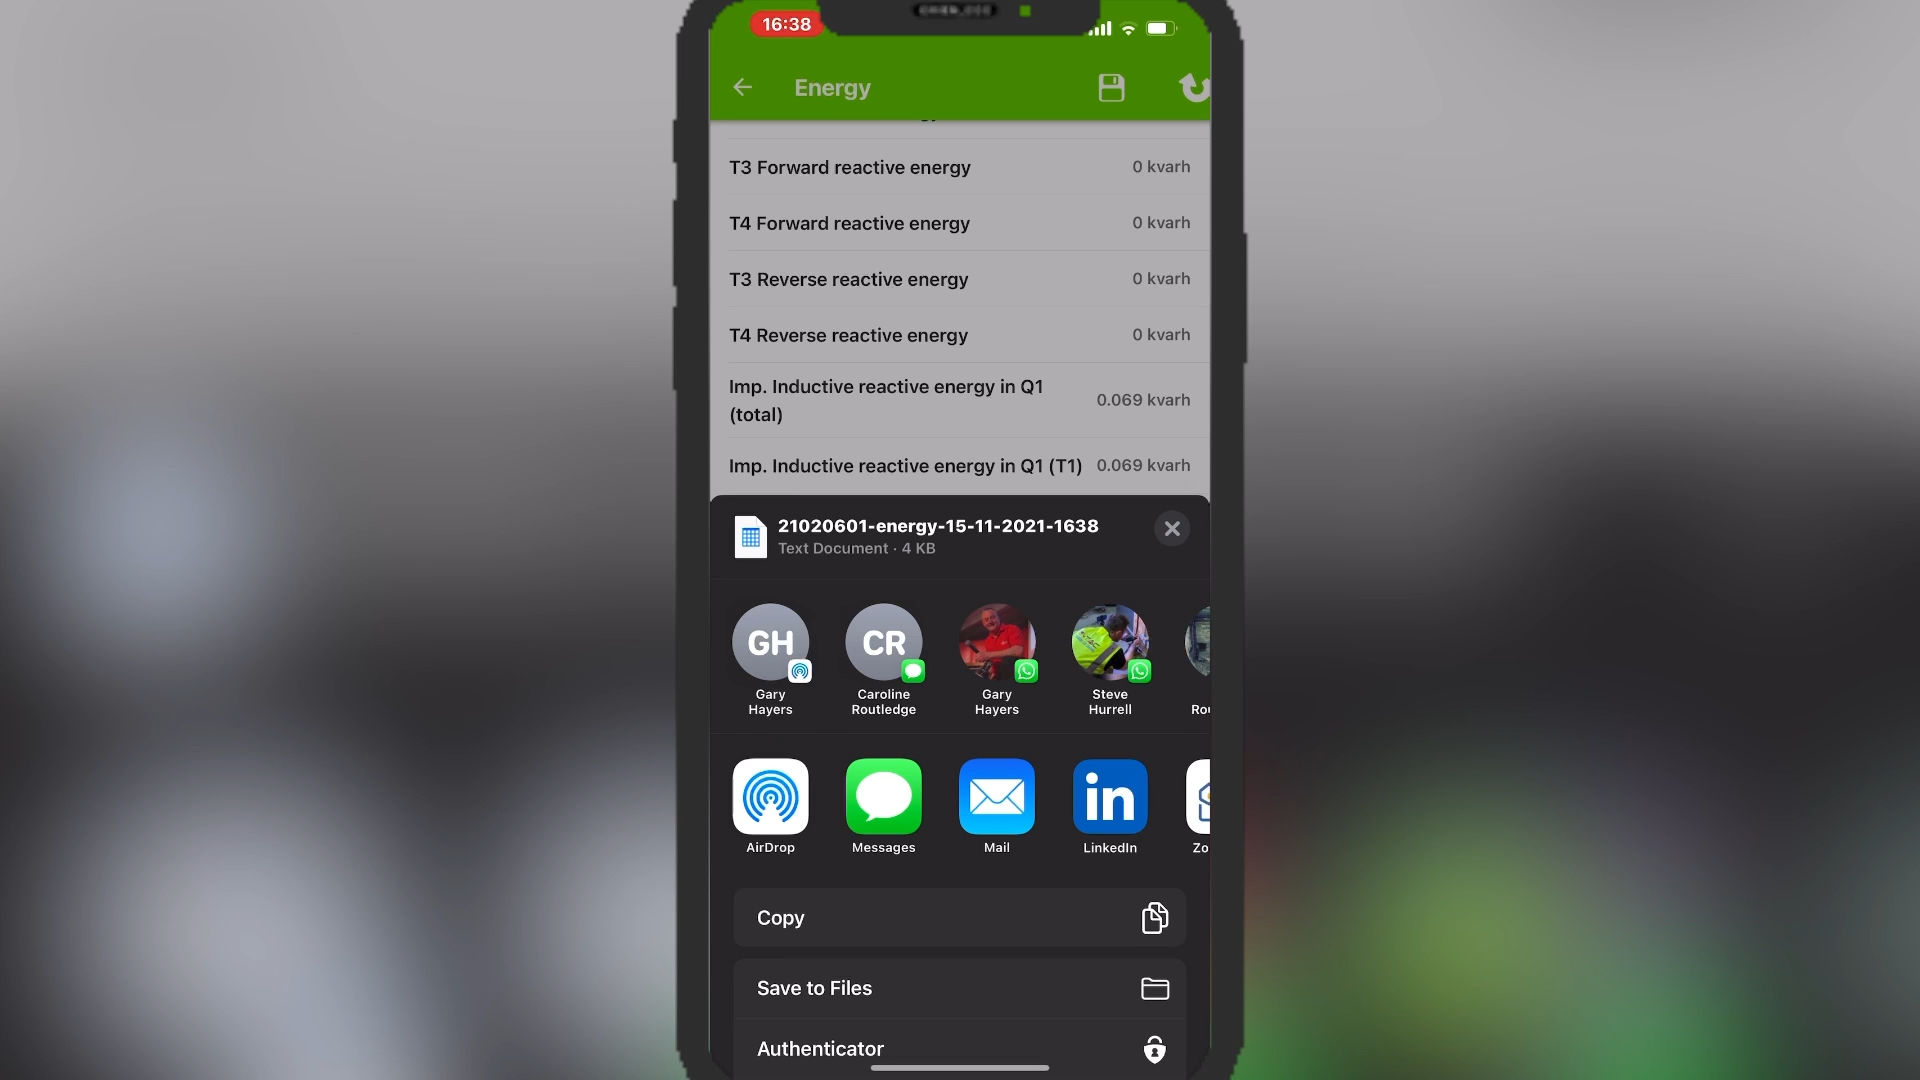 16:38
Energy
T3 Forward reactive energy 0 kvarh
T4 Forward reactive energy 0 kvarh
T3 Reverse reactive energy 0 kvarh
T4 Reverse reactive energy 0 kvarh
Imp. Inductive reactive energy in Q1
(total) 0.069 kvarh
Imp. Inductive reactive energy in Q1 (T1) 0.069 kvarh
21020601-energy-15-11-2021-1638
Text Document · 4 KB
GH CR
Gary Caroline Gary Steve
Hayers Routledge Hayers Hurrell
in
AirDrop Messages Mail LinkedIn
Copy
Save to Files
Authenticator